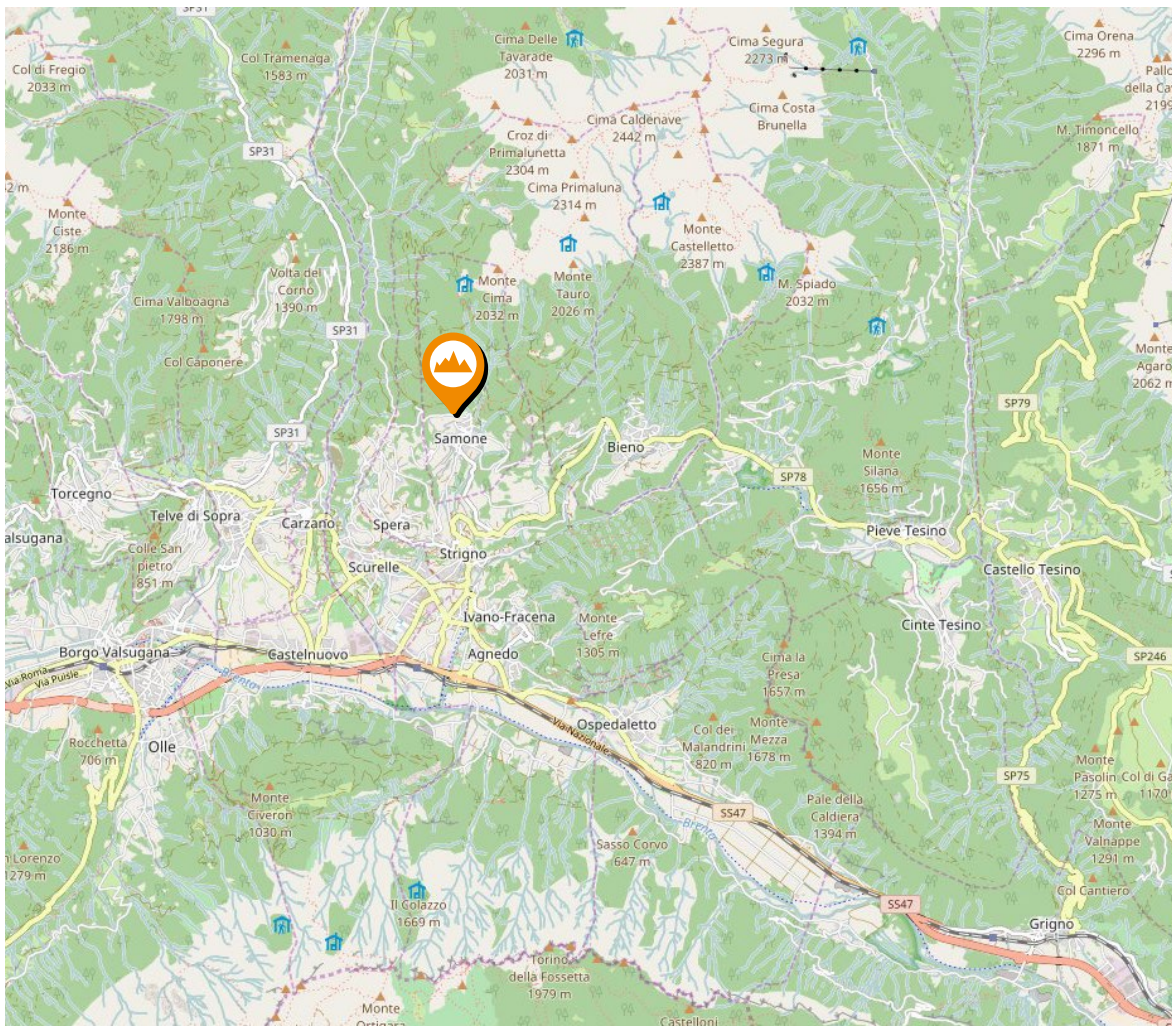 SP31
Cima Delle
Tavarade
2031 m
Cima Segura
2273 m
Cima Orena
2296 m
Col Tramenaga
1583 m
Col di Fregio
2033 m
Cima Costa
Brunella
Cima Caldenave
2442 m
Croz di
Primalunetta
2304 m
M. Timoncello
1871 m
SP31
Cima Primaluna
2314 m
Monte
Ciste
2186 m
Monte
Castelletto
2387 m
Volta del
Corno
1390 m
Monte
Cima
2032 m
Monte
Tauro
2026 m
M. Spiado
2032 m
Cima Valboagna
1798 m
SP31
Col Caponere
Monte
Agaro
2062 m
SP79
SP31
Samone
Bieno
Monte
Silana
1656 m
SP78
Torcegno
Telve di Sopra
Carzano
Spera
Pieve Tesino
Colle San
pietro
851 m
Strigno
Scurelle
Castello Tesino
Ivano-Fracena
Monte
Lefre
1305 m
Cinte Tesino
Borgo Valsugana
Castelnuovo
Agnedo
Cima la
Presa
1657 m
SP246
Via Roma
Via Puisle
Brenta
Ospedaletto
Via Nazionale
Col dei
Malandrini
820 m
Monte
Mezza
1678 m
Rocchetta
706 m
Olle
Monte
Pasolin
1275 m
SP75
Monte
Civeron
1030 m
Pale della
Caldiera
1394 m
SS47
Brenta
Monte
Valnappe
1291 m
Sasso Corvo
647 m
n Lorenzo
1279 m
Col Cantiero
Il Colazzo
1669 m
SS47
Grigno
Torino
della Fossetta
1979 m
Monte
Castelloni